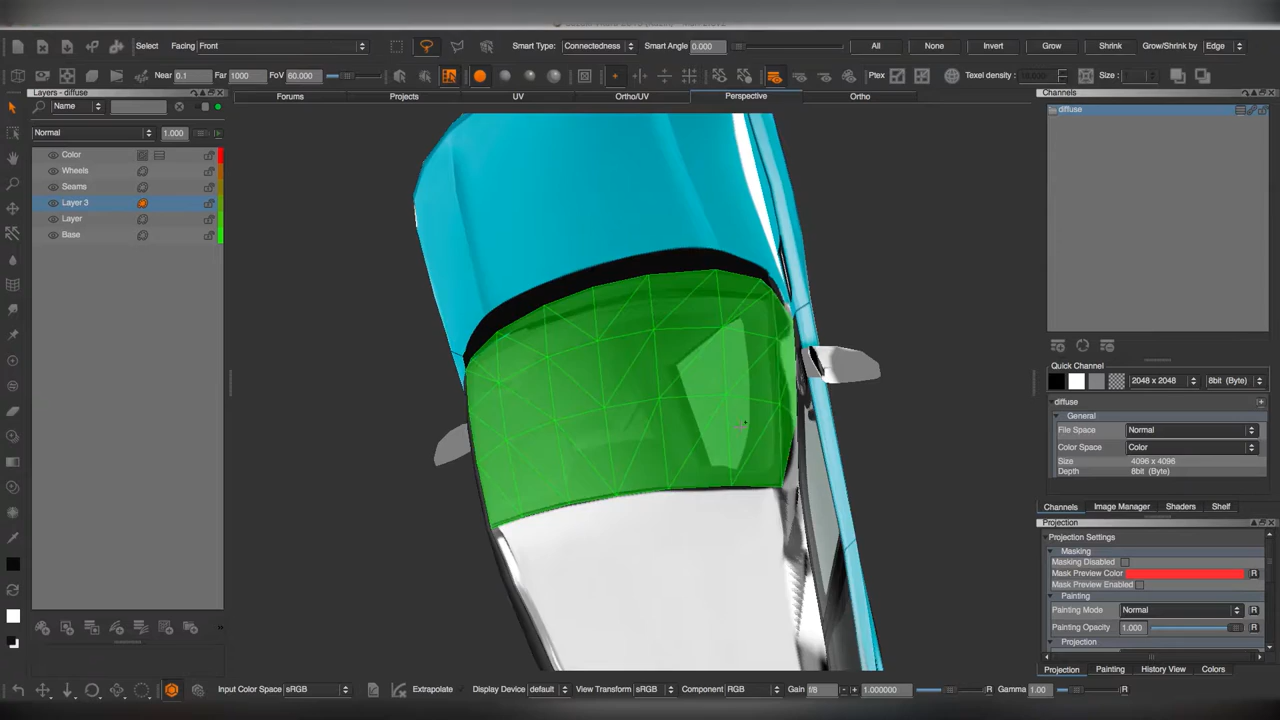 Select Facing Front Smart Type: Connectedness Smart Angle 0.000 All None Invert Grow Shrink Grow/Shrink by Edge
Near 0.1 Far 1000 FoV 60.000 Ptex Texel density : Size :
Layers - diffuse
Forums Projects UV Ortho/UV Perspective Ortho
Channels
Name
diffuse
Normal 1.000
Color
Wheels
Seams
Layer 3
Layer
Base
Quick Channel
2048 x 2048 8bit (Byte)
diffuse
General
File Space Normal
Color Space Color
Size 4096 x 4096
Depth 8bit (Byte)
Channels Image Manager Shaders Shelf
Projection
Projection Settings
Masking
Masking Disabled
Mask Preview Color R
Mask Preview Enabled
Painting
Painting Mode Normal R
Painting Opacity 1.000 R
Projection
Projection Painting History View Colors
Input Color Space sRGB Extrapolate Display Device default View Transform sRGB Component RGB Gain f/8 1.000000 R Gamma 1.00 R